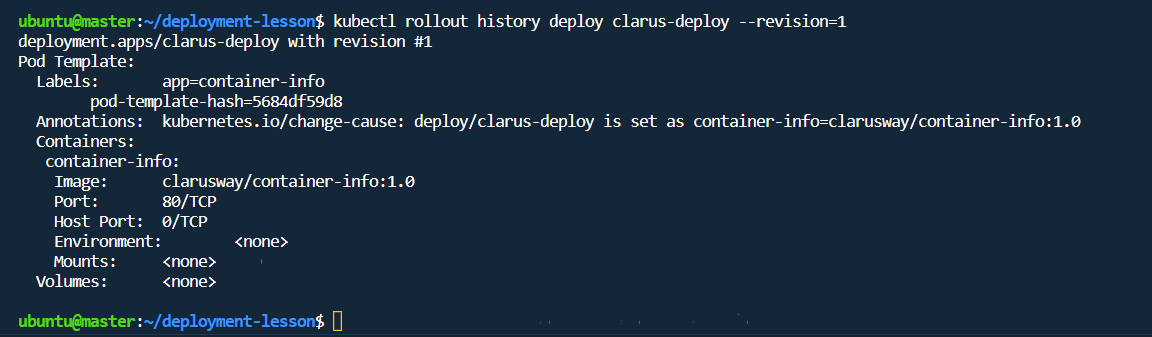 ubuntu@master:~/deployment-lesson$ kubectl rollout history deploy clarus-deploy --revision=1
deployment.apps/clarus-deploy with revision #1
Pod Template:
  Labels:       app=container-info
        pod-template-hash=5684df59d8
  Annotations:  kubernetes.io/change-cause: deploy/clarus-deploy is set as container-info=clarusway/container-info:1.0
  Containers:
   container-info:
    Image:      clarusway/container-info:1.0
    Port:       80/TCP
    Host Port:  0/TCP
    Environment:        <none>
    Mounts:     <none>
  Volumes:      <none>

ubuntu@master:~/deployment-lesson$